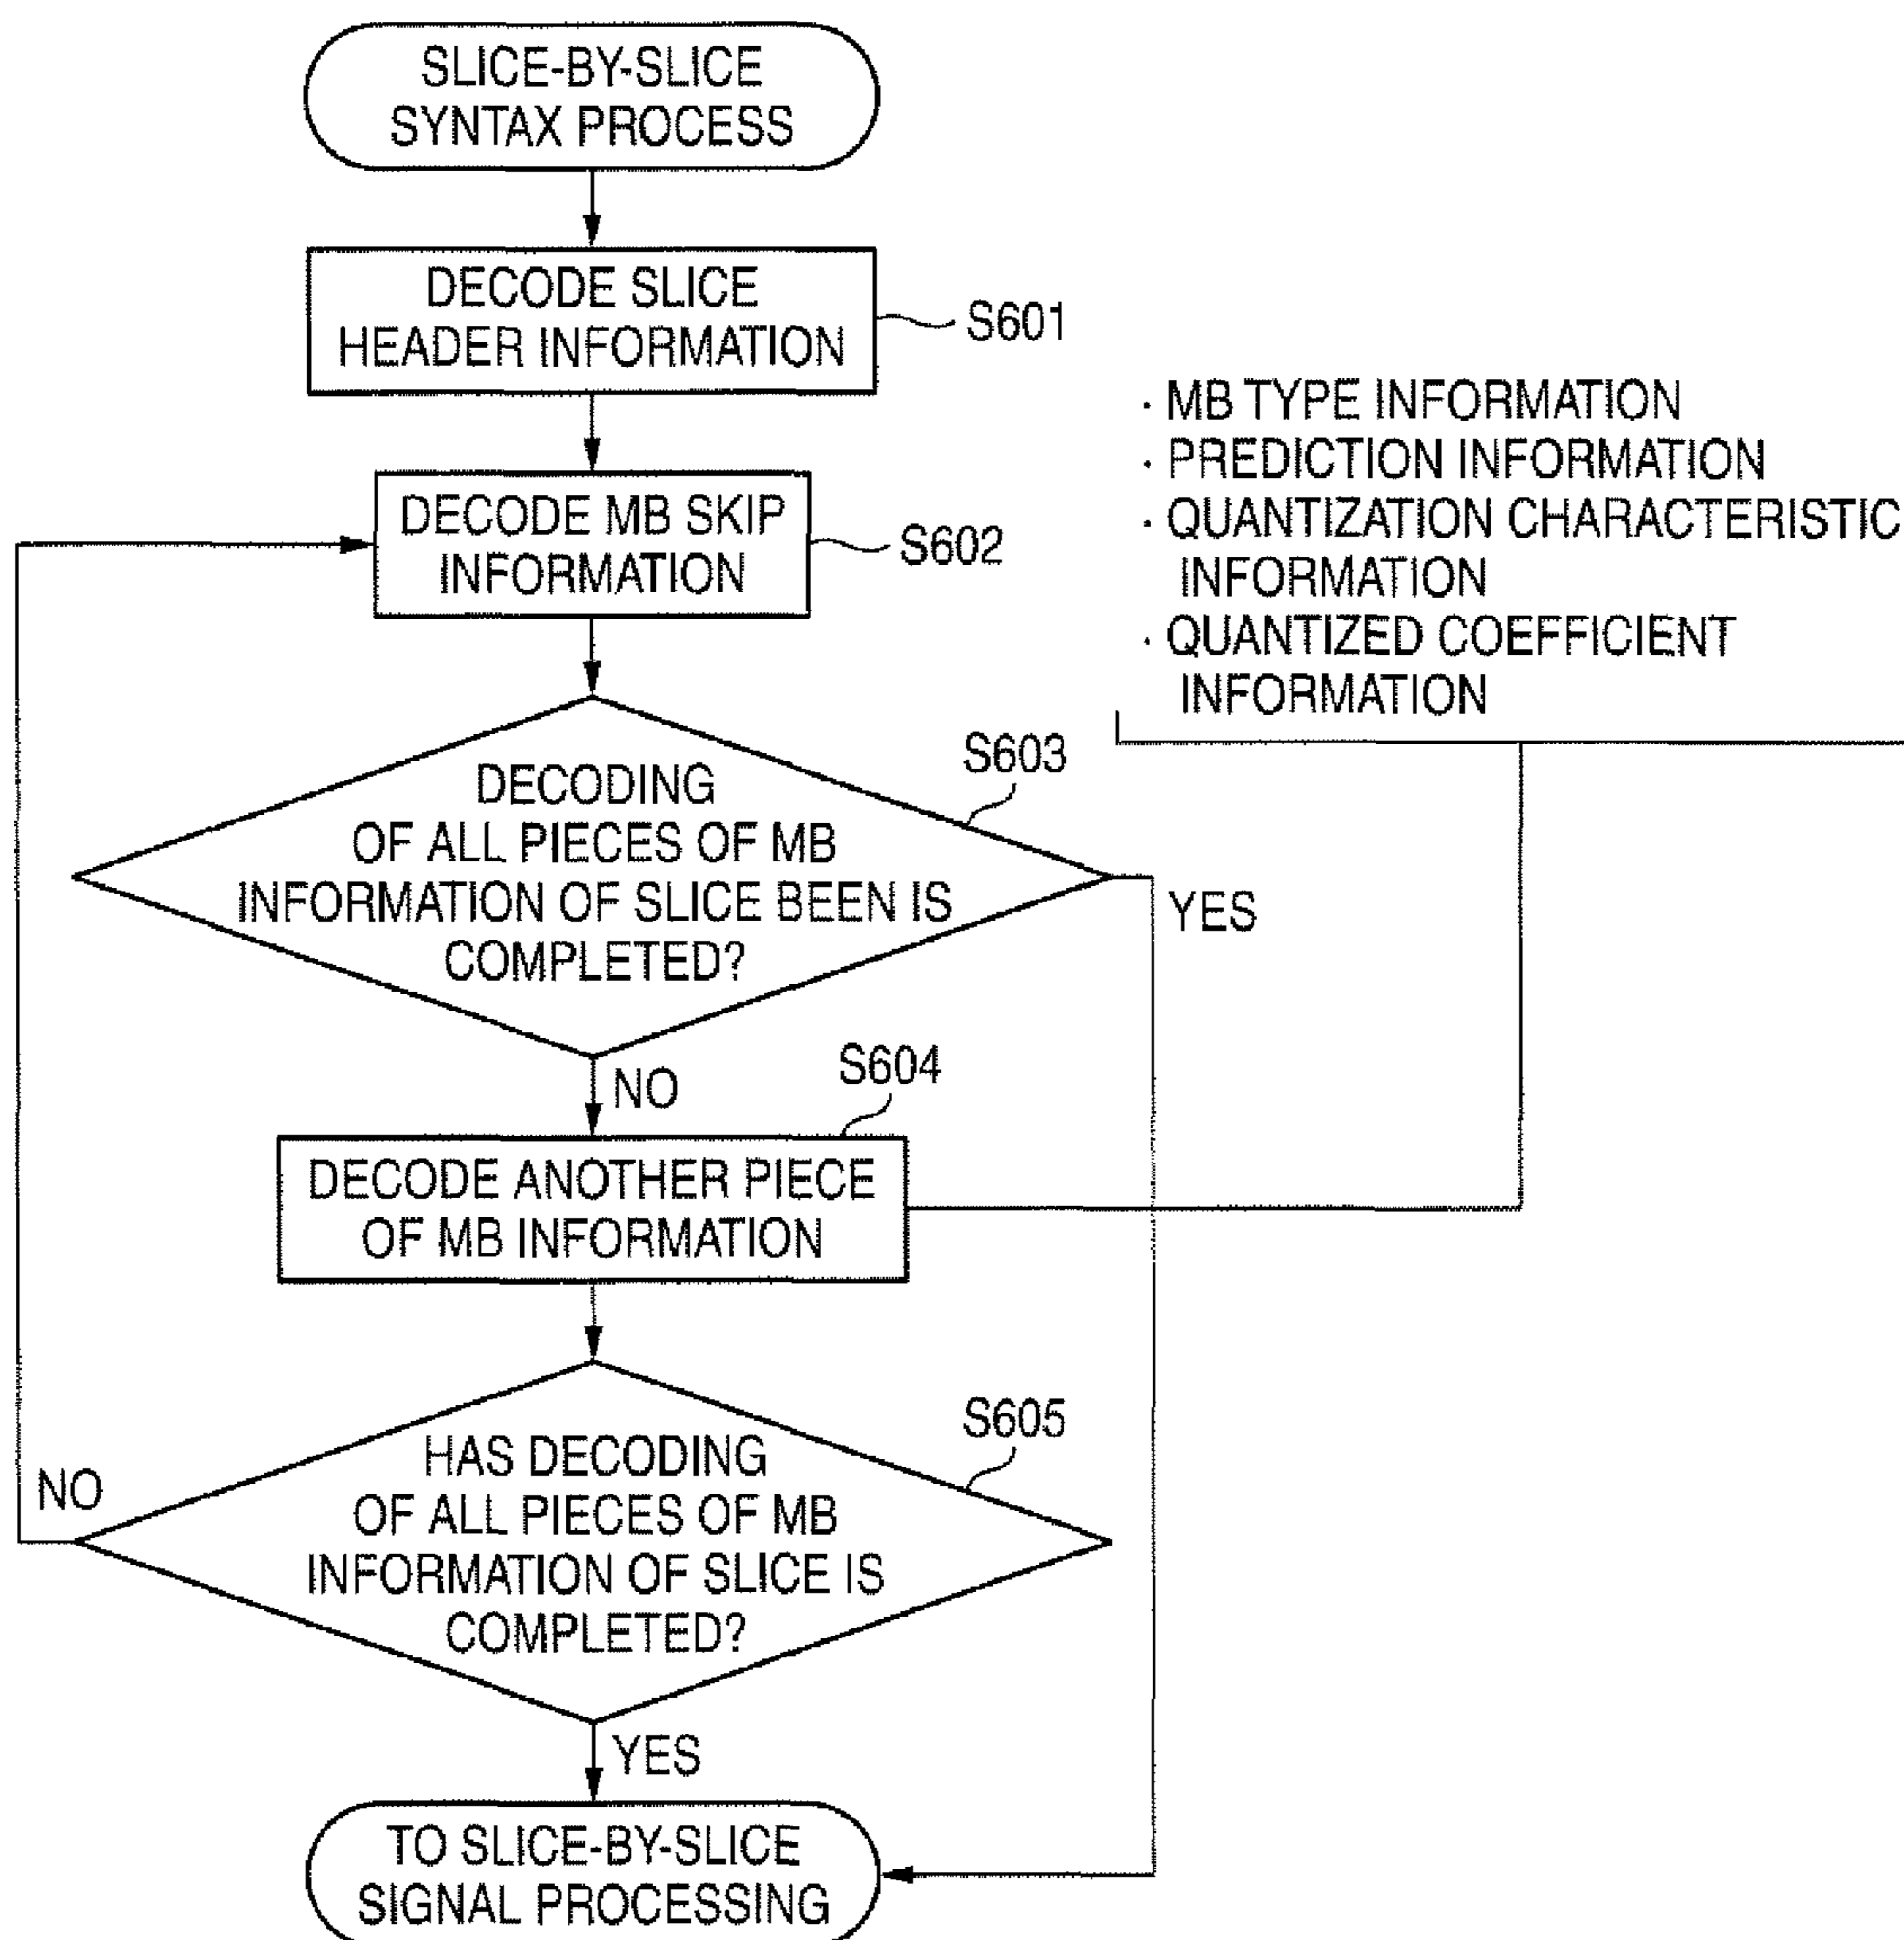 SLICE-BY-SLICE
SYNTAX PROCESS
DECODE SLICE
HEADER INFORMATION
S601
DECODE MB SKIP
INFORMATION
S602
· MB TYPE INFORMATION
· PREDICTION INFORMATION
· QUANTIZATION CHARACTERISTIC
INFORMATION
· QUANTIZED COEFFICIENT
INFORMATION
S603
DECODING
OF ALL PIECES OF MB
INFORMATION OF SLICE BEEN IS
COMPLETED?
YES
NO
S604
DECODE ANOTHER PIECE
OF MB INFORMATION
S605
HAS DECODING
OF ALL PIECES OF MB
INFORMATION OF SLICE IS
COMPLETED?
NO
YES
TO SLICE-BY-SLICE
SIGNAL PROCESSING